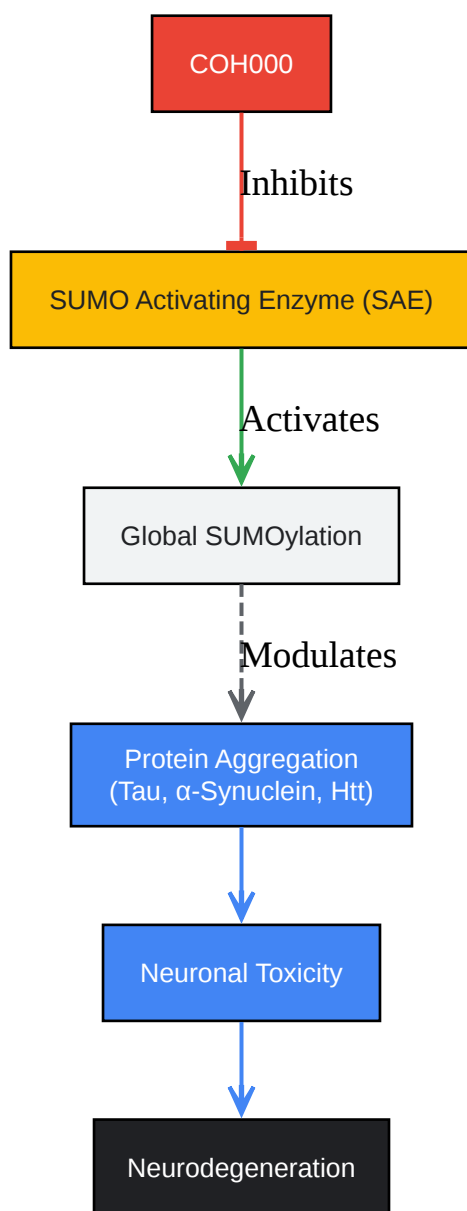 COH000
Inhibits
SUMO Activating Enzyme (SAE)
Activates
Global SUMOylation
Modulates
Protein Aggregation
(Tau, α-Synuclein, Htt)
Neuronal Toxicity
Neurodegeneration